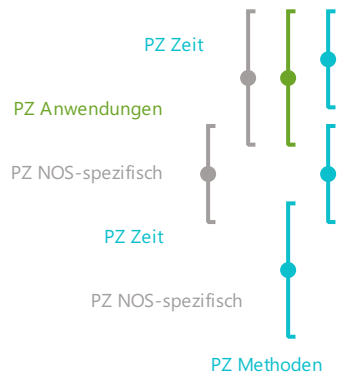 PZ Zeit
PZ Anwendungen
PZ NOS-spezifisch
PZ Zeit
PZ NOS-spezifisch
PZ Methoden